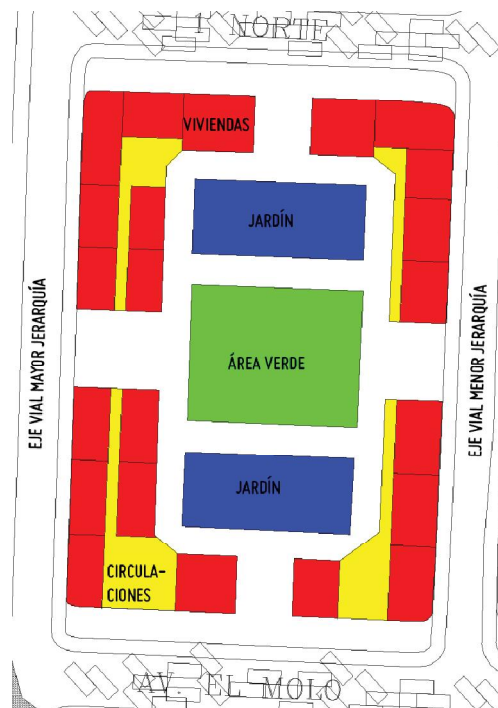 1 NORTE
VIVIENDAS
JARDÍN
EJE VIAL MAYOR JERARQUÍA
ÁREA VERDE
EJE VIAL MENOR JERARQUÍA
JARDÍN
CIRCULA-
CIONES
AV. EL MOLO